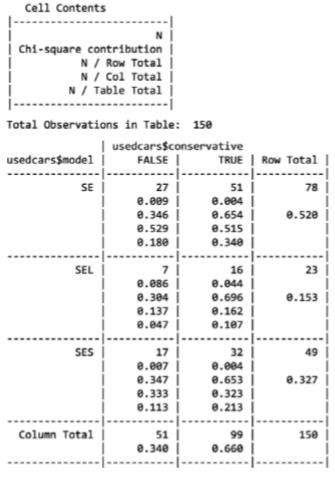 Cell Contents
|-------------------------|
| N |
| Chi-square contribution |
| N / Row Total |
| N / Col Total |
| N / Table Total |
|-------------------------|
Total Observations in Table: 150
| usedcars$conservative
usedcars$model | FALSE | TRUE | Row Total |
---------------|-----------|-----------|-----------|
SE | 27 | 51 | 78 |
| 0.009 | 0.004 | |
| 0.346 | 0.654 | 0.520 |
| 0.529 | 0.515 | |
| 0.180 | 0.340 | |
---------------|-----------|-----------|-----------|
SEL | 7 | 16 | 23 |
| 0.086 | 0.044 | |
| 0.304 | 0.696 | 0.153 |
| 0.137 | 0.162 | |
| 0.047 | 0.107 | |
---------------|-----------|-----------|-----------|
SES | 17 | 32 | 49 |
| 0.007 | 0.004 | |
| 0.347 | 0.653 | 0.327 |
| 0.333 | 0.323 | |
| 0.113 | 0.213 | |
---------------|-----------|-----------|-----------|
Column Total | 51 | 99 | 150 |
| 0.340 | 0.660 | |
---------------|-----------|-----------|-----------|